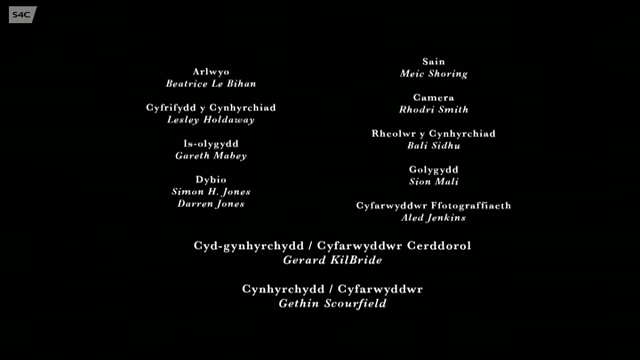 S4C
Arlwyo
Beatrice Le Bihan
Cyfrifydd y Cynhyrchiad
Lesley Holdaway
Is-olygydd
Gareth Mabey
Dybio
Simon H. Jones
Darren Jones
Sain
Meic Shoring
Camera
Rhodri Smith
Rheolwr y Cynhyrchiad
Bali Sidhu
Golygydd
Sion Mali
Cyfarwyddwr Ffotograffiaeth
Aled Jenkins
Cyd-gynhyrchydd / Cyfarwyddwr Cerddorol
Gerard KilBride
Cynhyrchydd / Cyfarwyddwr
Gethin Scourfield